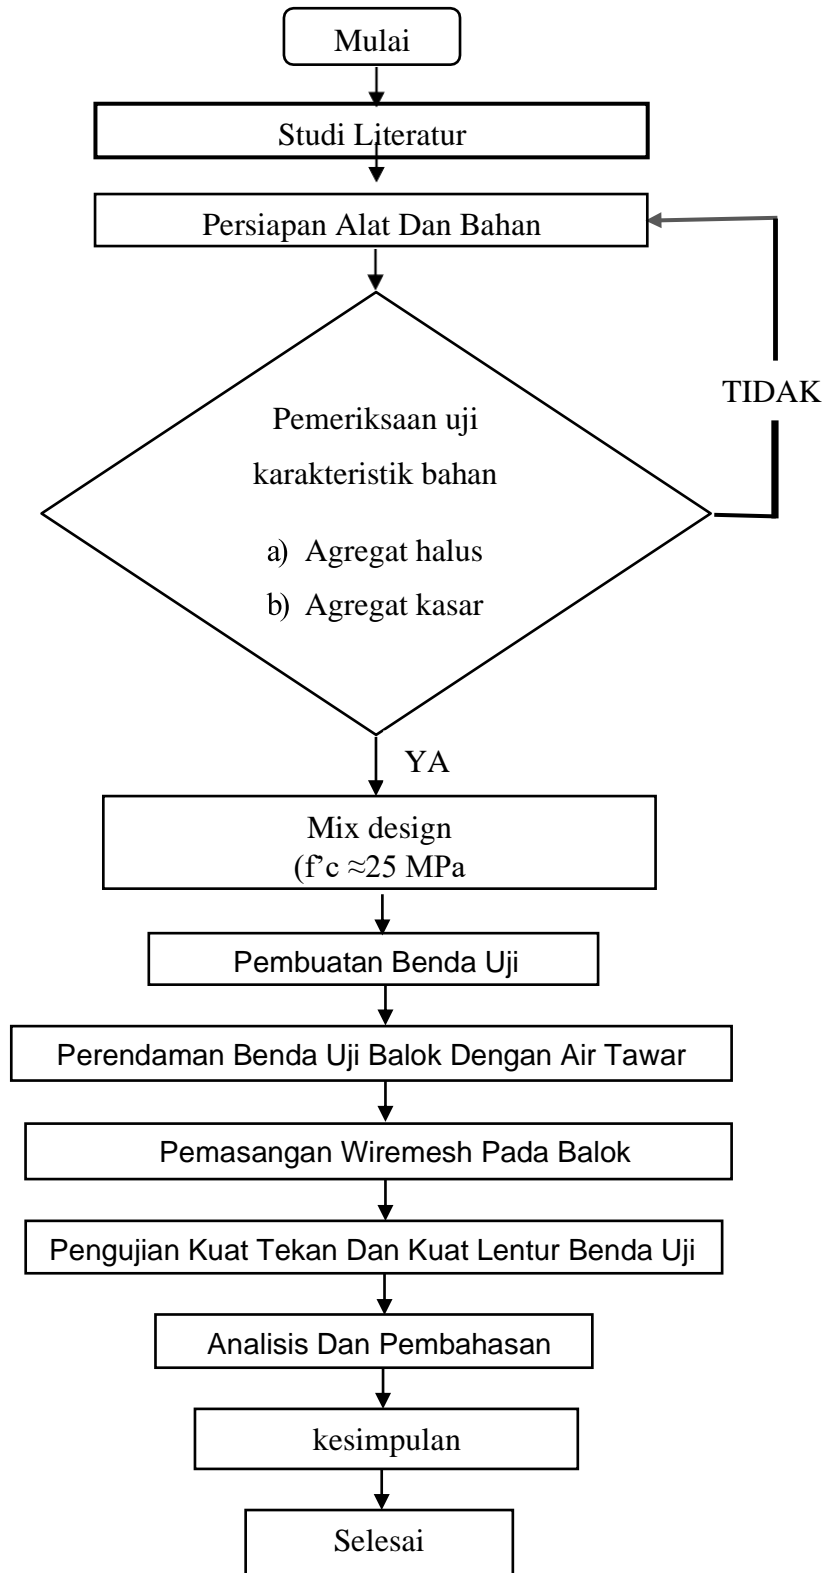 Mulai
Studi Literatur
Persiapan Alat Dan Bahan
TIDAK
Pemeriksaan uji
karakteristik bahan
a) Agregat halus
b) Agregat kasar
YA
Mix design
(f’c ≈25 MPa
Pembuatan Benda Uji
Perendaman Benda Uji Balok Dengan Air Tawar
Pemasangan Wiremesh Pada Balok
Pengujian Kuat Tekan Dan Kuat Lentur Benda Uji
Analisis Dan Pembahasan
kesimpulan
Selesai